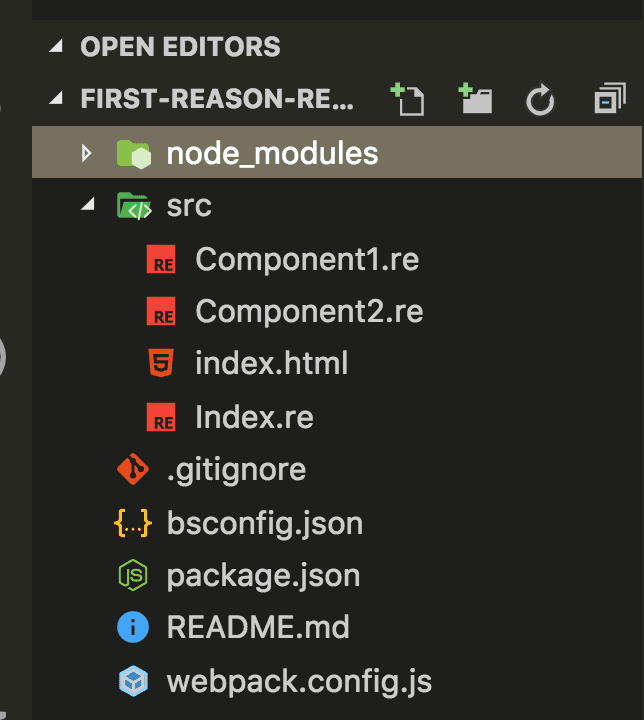 OPEN EDITORS
FIRST-REASON-RE...
node_modules
src
RE Component1.re
RE Component2.re
5 index.html
RE Index.re
.gitignore
{...} bsconfig.json
JS package.json
i README.md
webpack.config.js